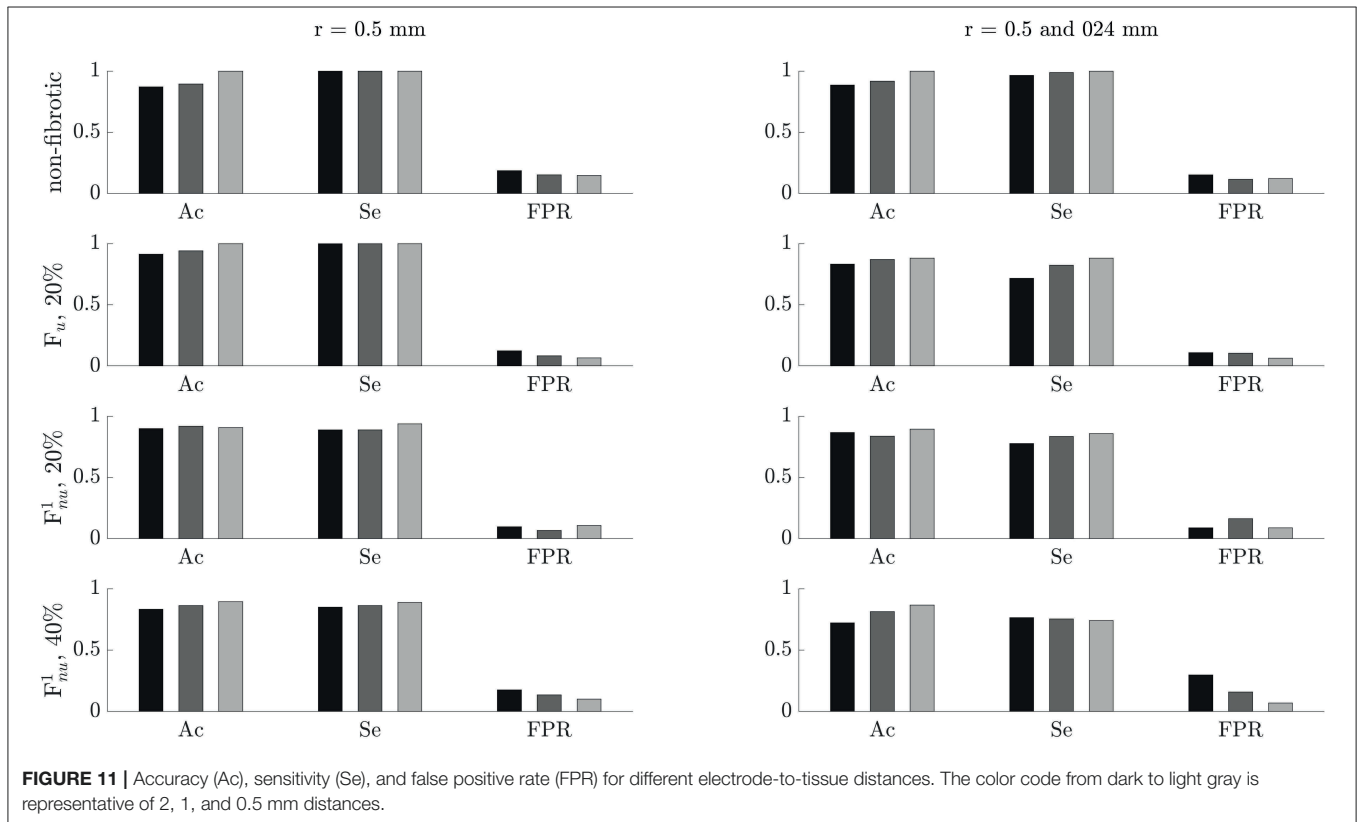 r = 0.5 mm
r = 0.5 and 024 mm
non-fibrotic
1
0.5
0
Ac
Se
FPR
1
0.5
0
Ac
Se
FPR
F_u, 20%
1
0.5
0
Ac
Se
FPR
1
0.5
0
Ac
Se
FPR
F^1_{nu}, 20%
1
0.5
0
Ac
Se
FPR
1
0.5
0
Ac
Se
FPR
F^1_{nu}, 40%
1
0.5
0
Ac
Se
FPR
1
0.5
0
Ac
Se
FPR
FIGURE 11 | Accuracy (Ac), sensitivity (Se), and false positive rate (FPR) for different electrode-to-tissue distances. The color code from dark to light gray is
representative of 2, 1, and 0.5 mm distances.